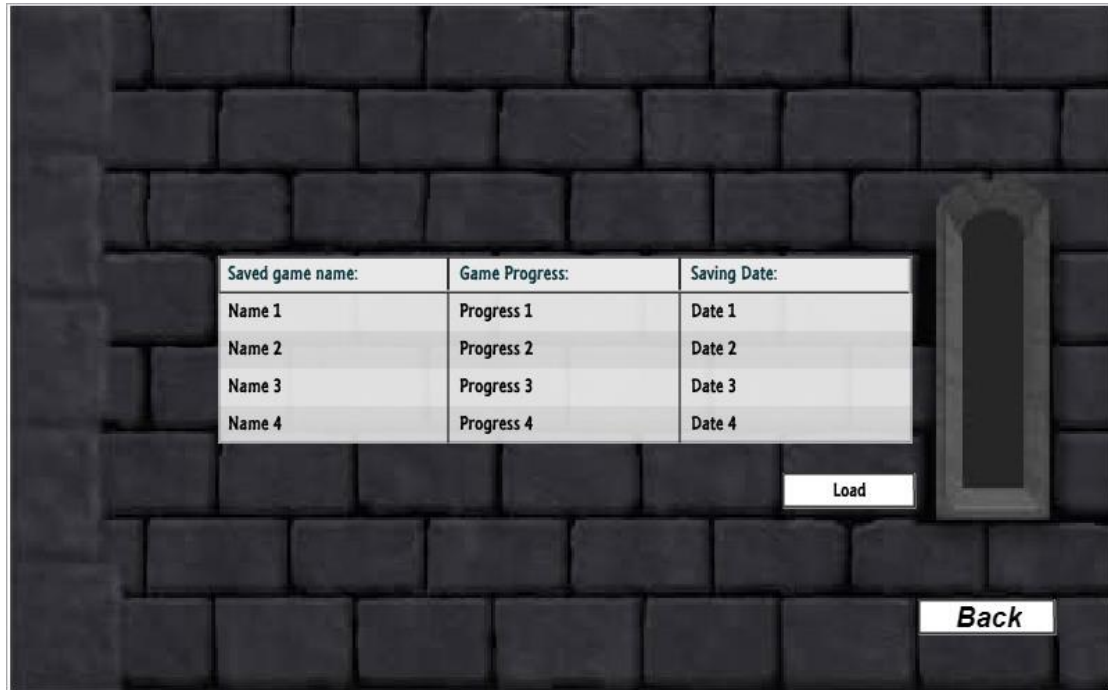 Saved game name: Game Progress: Saving Date:
Name 1 Progress 1 Date 1
Name 2 Progress 2 Date 2
Name 3 Progress 3 Date 3
Name 4 Progress 4 Date 4
Load
Back